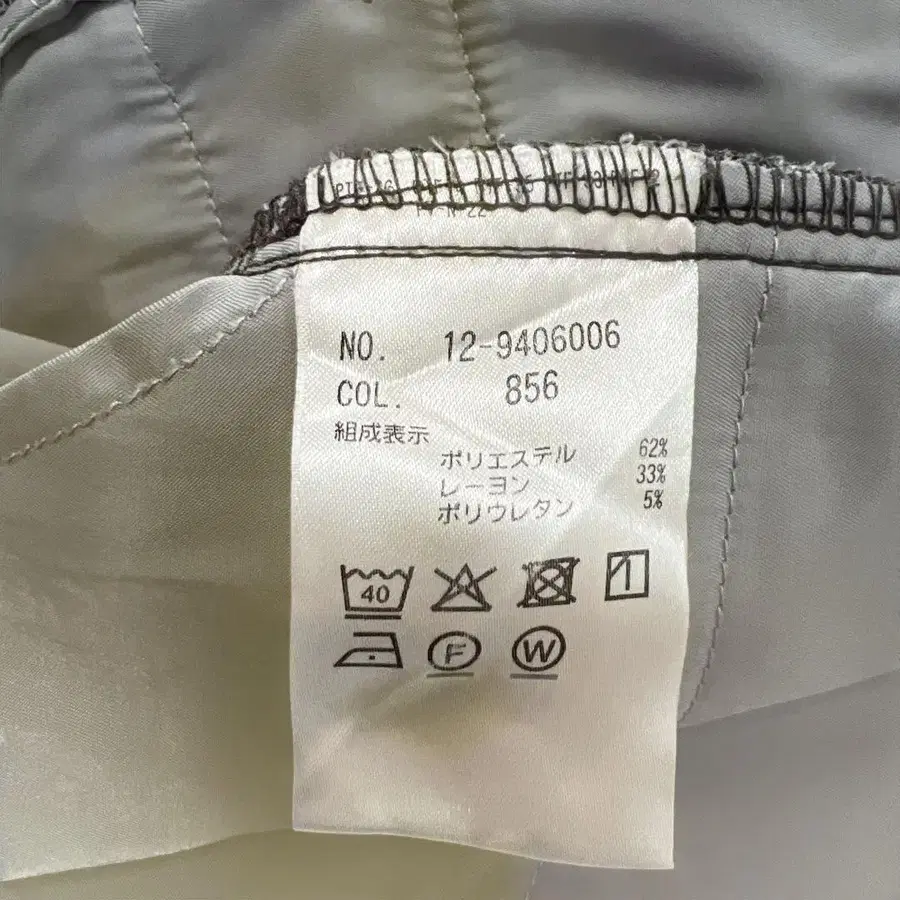 NO. 12-9406006
COL. 856
組成表示
ポリエステル 62%
レーヨン 33%
ポリウレタン 5%
40
F W